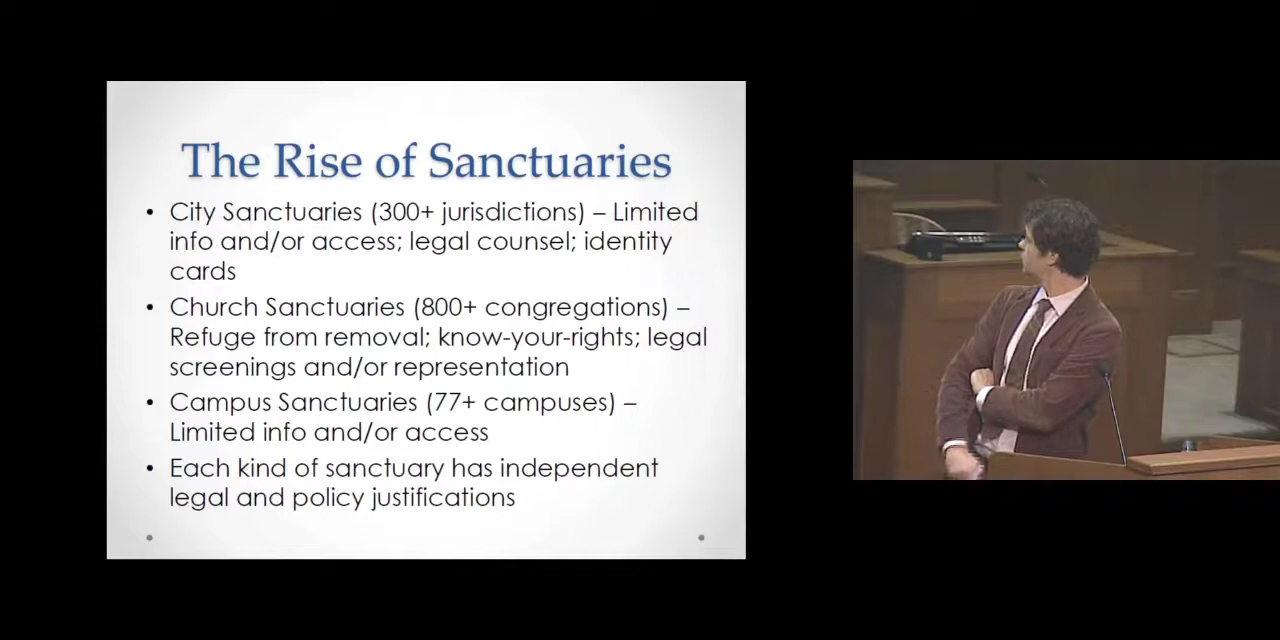 The Rise of Sanctuaries
• City Sanctuaries (300+ jurisdictions) – Limited
info and/or access; legal counsel; identity
cards
• Church Sanctuaries (800+ congregations) –
Refuge from removal; know-your-rights; legal
screenings and/or representation
• Campus Sanctuaries (77+ campuses) –
Limited info and/or access
• Each kind of sanctuary has independent
legal and policy justifications